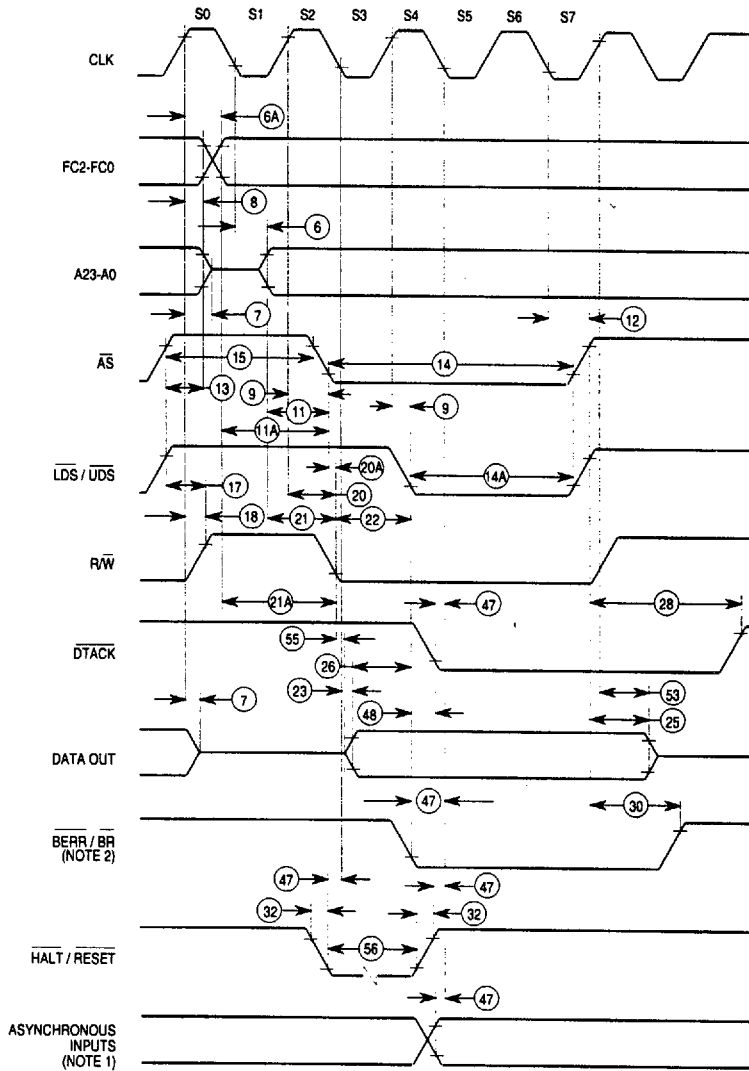 S0 S1 S2 S3 S4 S5 S6 S7
CLK
6A
FC2-FC0
8
6
A23-A0
7
12
AS
15
14
13
9
11
9
11A
LDS / UDS
20A
14A
17
20
18
21
22
R/W
21A
47
28
55
DTACK
26
23
53
7
48
25
DATA OUT
47
30
BERR / BR
(NOTE 2)
47
47
32
32
HALT / RESET
56
47
ASYNCHRONOUS
INPUTS
(NOTE 1)